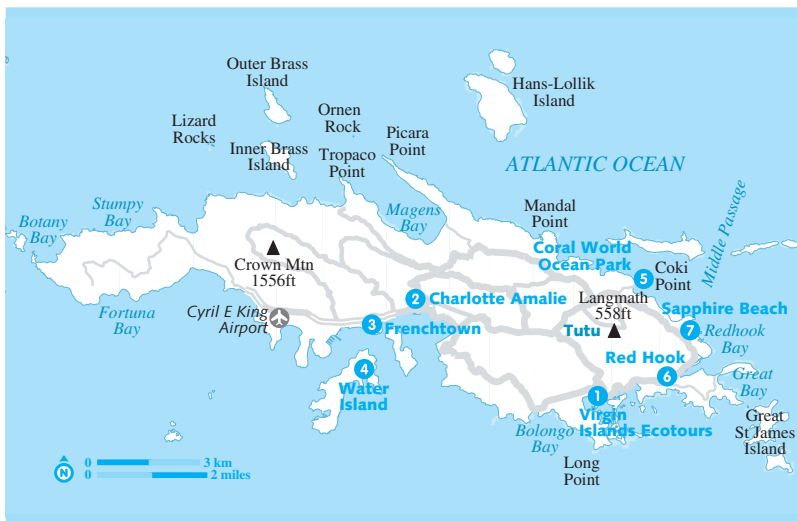 Outer Brass
Island
Hans-Lollik
Island
Lizard
Rocks
Ornen
Rock
Inner Brass
Island
Tropaco
Point
Picara
Point
ATLANTIC OCEAN
Middle Passage
Botany
Bay
Stumpy
Bay
Magens
Bay
Mandal
Point
Coral World
Ocean Park
5
Coki
Point
Crown Mtn
1556ft
2 Charlotte Amalie
Langmath
558ft
Sapphire Beach
Fortuna
Bay
Cyril E King
Airport
3 Frenchtown
Tutu
7 Redhook
Bay
Red Hook
6
Great
Bay
4
Water
Island
1
Virgin
Islands Ecotours
Bolongo
Bay
Long
Point
Great
St James
Island
N
0 3 km
0 2 miles